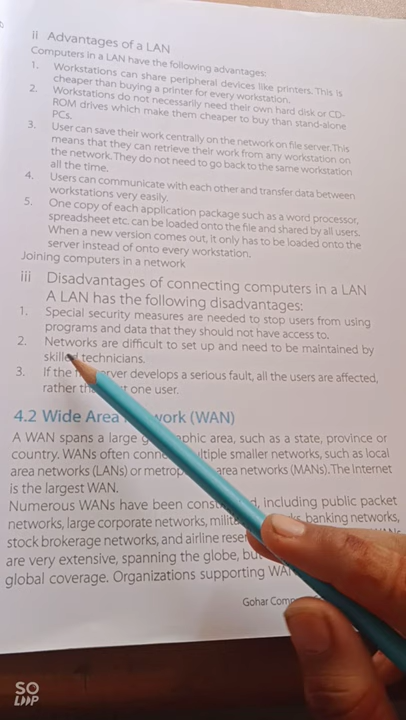 ii Advantages of a LAN
Computers in a LAN have the following advantages:
1. Workstations can share peripheral devices like printers. This is
cheaper than buying a printer for every workstation.
2. Workstations do not necessarily need their own hard disk or CD-
ROM drives which make them cheaper to buy than stand-alone
PCs.
3. User can save their work centrally on the network on file server. This
means that they can retrieve their work from any workstation on
the network. They do not need to go back to the same workstation
all the time.
4. Users can communicate with each other and transfer data between
workstations very easily.
5. One copy of each application package such as a word processor,
spreadsheet etc. can be loaded onto the file and shared by all users.
When a new version comes out, it only has to be loaded onto the
server instead of onto every workstation.
Joining computers in a network
iii Disadvantages of connecting computers in a LAN
A LAN has the following disadvantages:
1. Special security measures are needed to stop users from using
programs and data that they should not have access to.
2. Networks are difficult to set up and need to be maintained by
skilled technicians.
3. If the server develops a serious fault, all the users are affected,
rather one user.
4.2 Wide Area (WAN)
A WAN spans a large area, such as a state, province or
country. WANs often multiple smaller networks, such as local
area networks (LANs) or area networks (MANs). The Internet
is the largest WAN.
Numerous WANs have been including public packet
networks, large corporate networks, banking networks,
stock brokerage networks, and airline
are very extensive, spanning the globe,
global coverage. Organizations supporting
Gohar
SO
LOOP